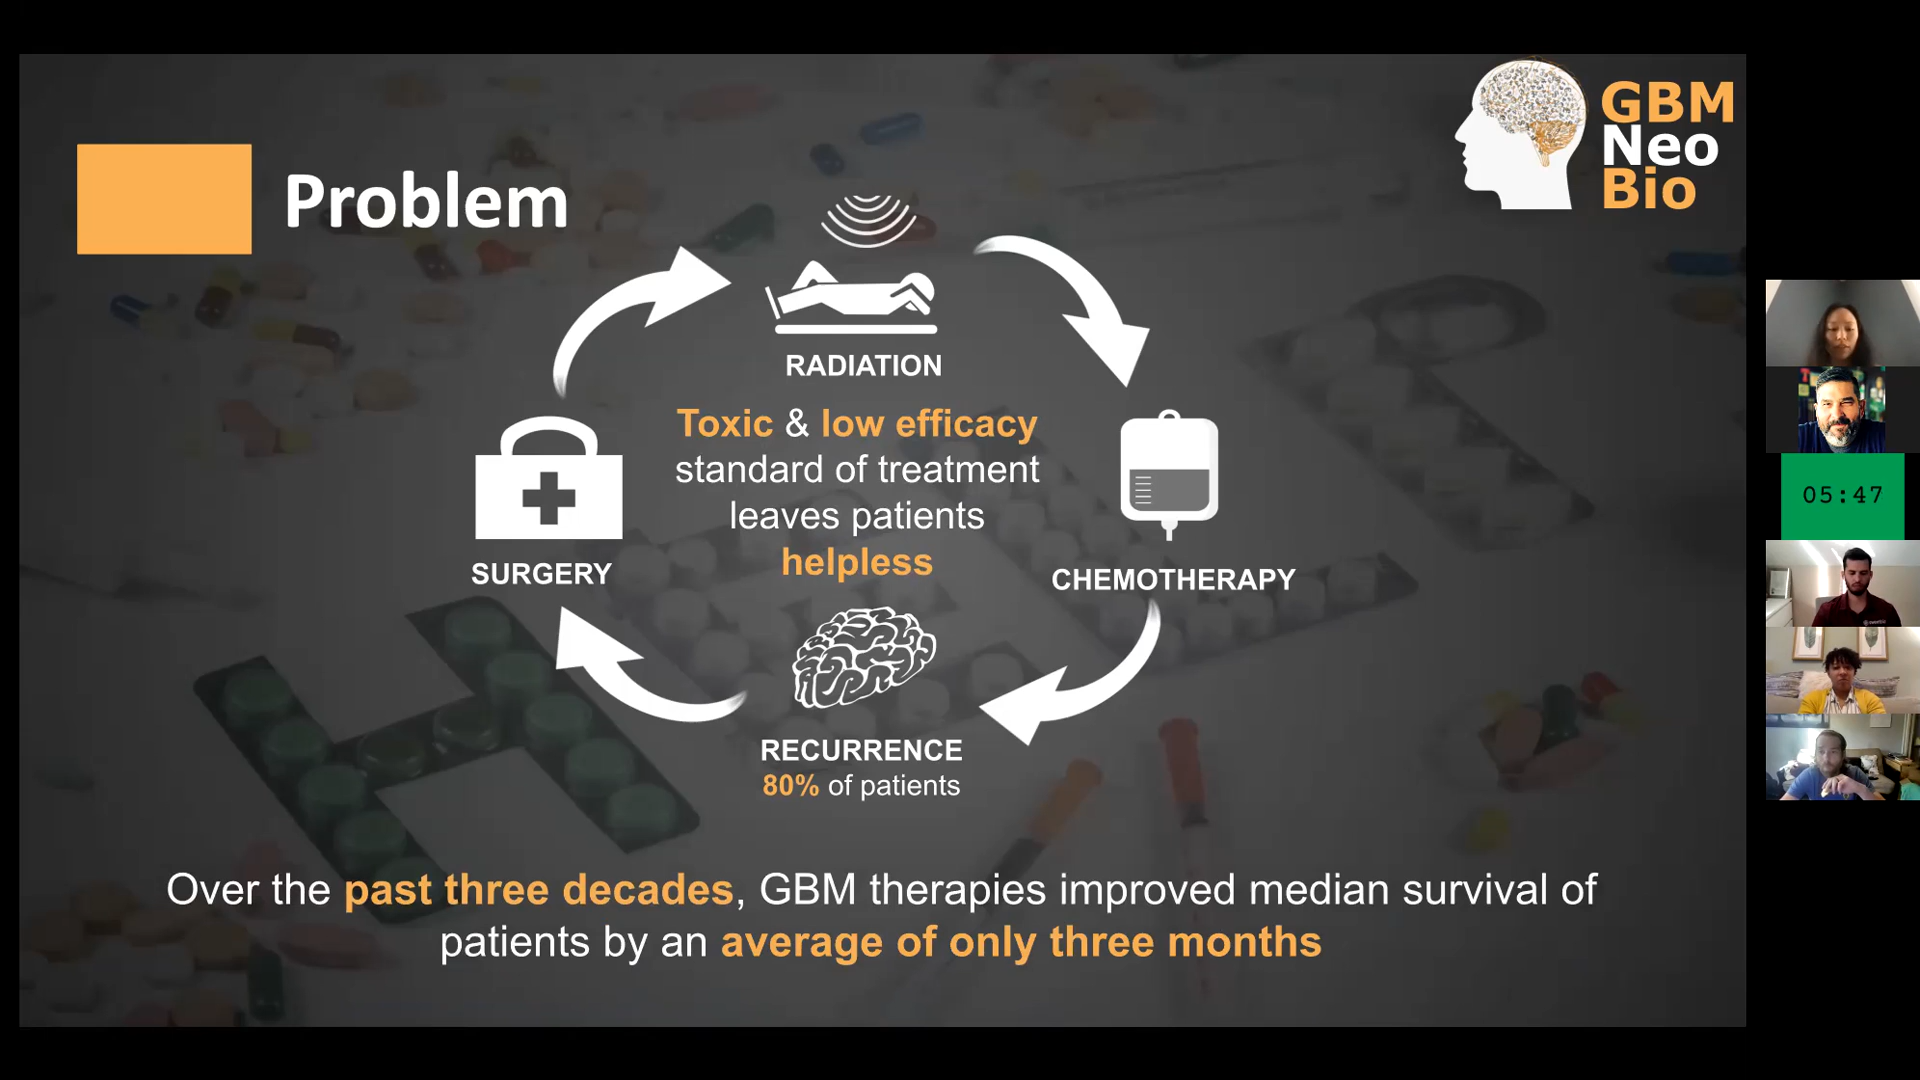 GBM
Neo
Bio
Problem
RADIATION
Toxic & low efficacy
standard of treatment
leaves patients
helpless
SURGERY
CHEMOTHERAPY
RECURRENCE
80% of patients
Over the past three decades, GBM therapies improved median survival of
patients by an average of only three months
05:47